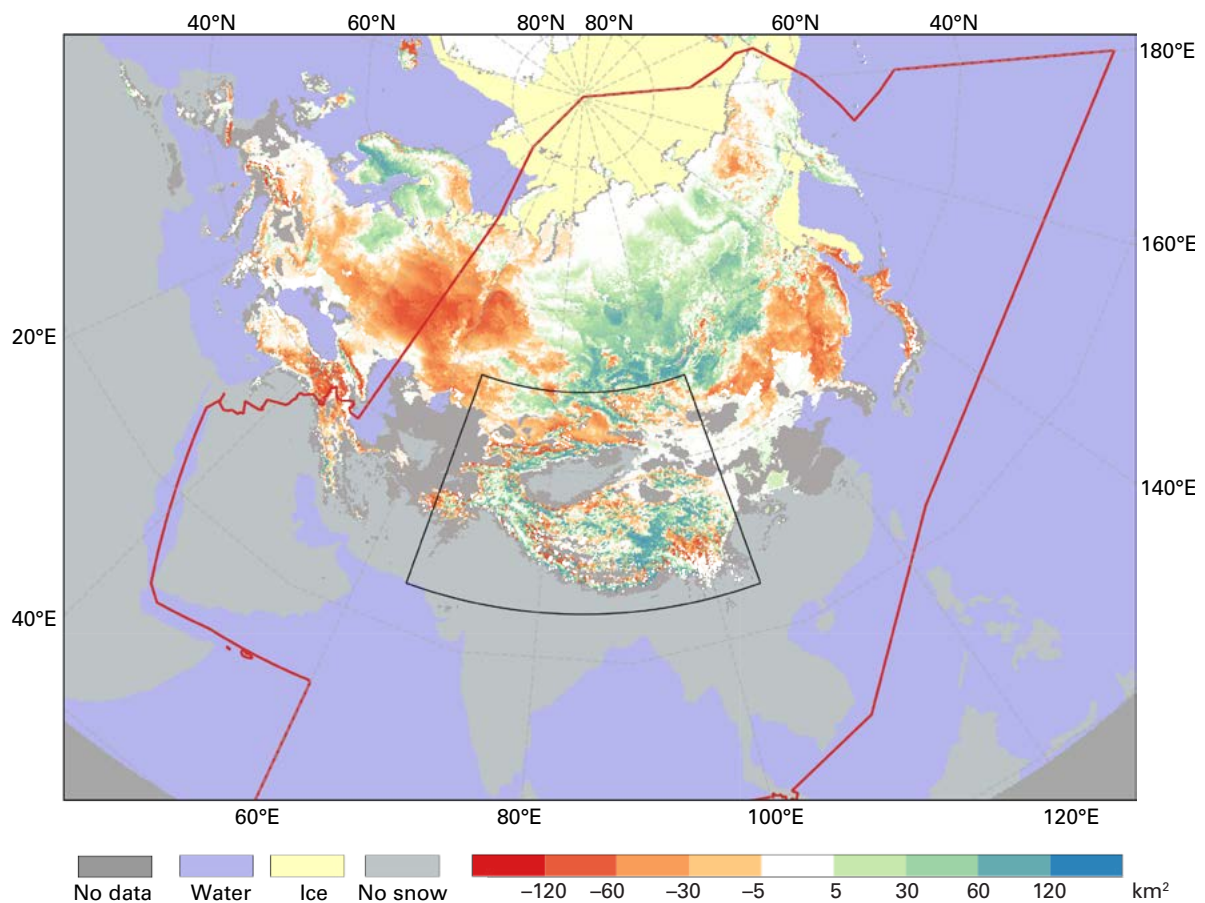 40°N 60°N 80°N 80°N 60°N 40°N
180°E
160°E
20°E
140°E
40°E
60°E 80°E 100°E 120°E
No data Water Ice No snow –120 –60 –30 –5 5 30 60 120 km²